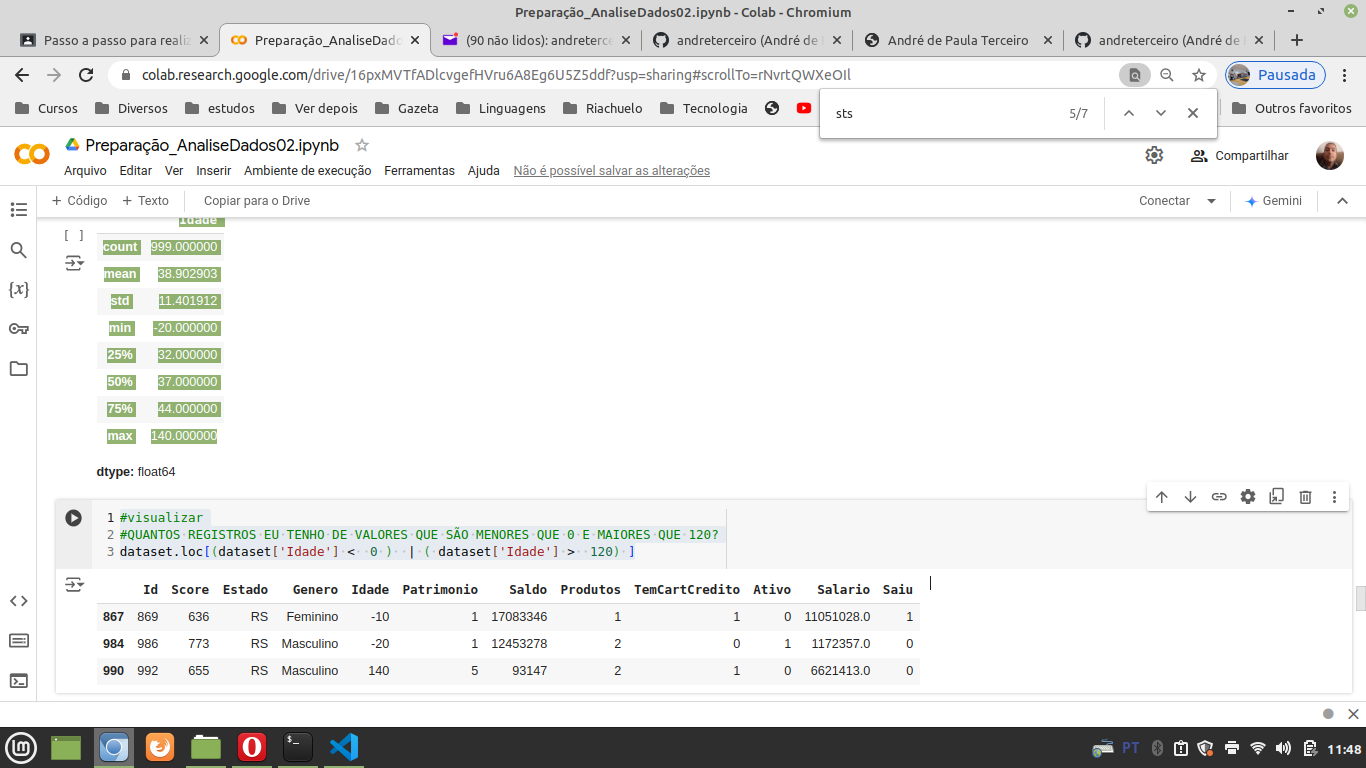 Preparação_AnaliseDados02.ipynb - Colab - Chromium
Passo a passo para realiz
Preparação_AnaliseDado
(90 não lidos): andreterce
andreterceiro (André de
André de Paula Terceiro
andreterceiro (André de
colab.research.google.com/drive/16pxMVTfADlcvgefHVru6A8Eg6U5Z5ddf?usp=sharing#scrollTo=rNvrtQWXeOIl
Pausada
Cursos
Diversos
estudos
Ver depois
Gazeta
Linguagens
Riachuelo
Tecnologia
Outros favoritos
sts
5/7
Preparação_AnaliseDados02.ipynb
Arquivo Editar Ver Inserir Ambiente de execução Ferramentas Ajuda Não é possível salvar as alterações
Compartilhar
+ Código + Texto Copiar para o Drive
Conectar
Gemini
Idade
[ ]
count 999.000000
mean 38.902903
std 11.401912
min -20.000000
25% 32.000000
50% 37.000000
75% 44.000000
max 140.000000
dtype: float64
1 #visualizar
2 #QUANTOS REGISTROS EU TENHO DE VALORES QUE SÃO MENORES QUE 0 E MAIORES QUE 120?
3 dataset.loc[(dataset['Idade'] <  0 )  | ( dataset['Idade'] >  120) ]
Id Score Estado Genero Idade Patrimonio Saldo Produtos TemCartCredito Ativo Salario Saiu
867 869 636 RS Feminino -10 1 17083346 1 1 0 11051028.0 1
984 986 773 RS Masculino -20 1 12453278 2 0 1 1172357.0 0
990 992 655 RS Masculino 140 5 93147 2 1 0 6621413.0 0
PT
11:48